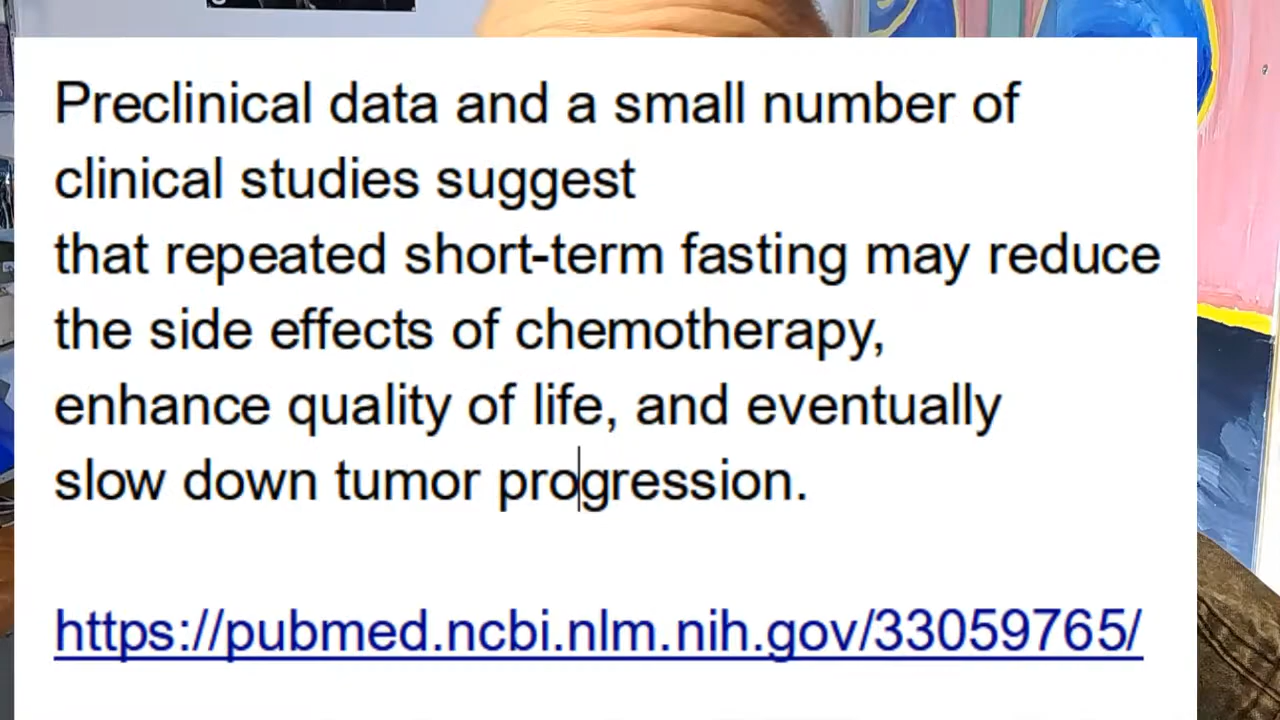 Preclinical data and a small number of
clinical studies suggest
that repeated short-term fasting may reduce
the side effects of chemotherapy,
enhance quality of life, and eventually
slow down tumor progression.
https://pubmed.ncbi.nlm.nih.gov/33059765/